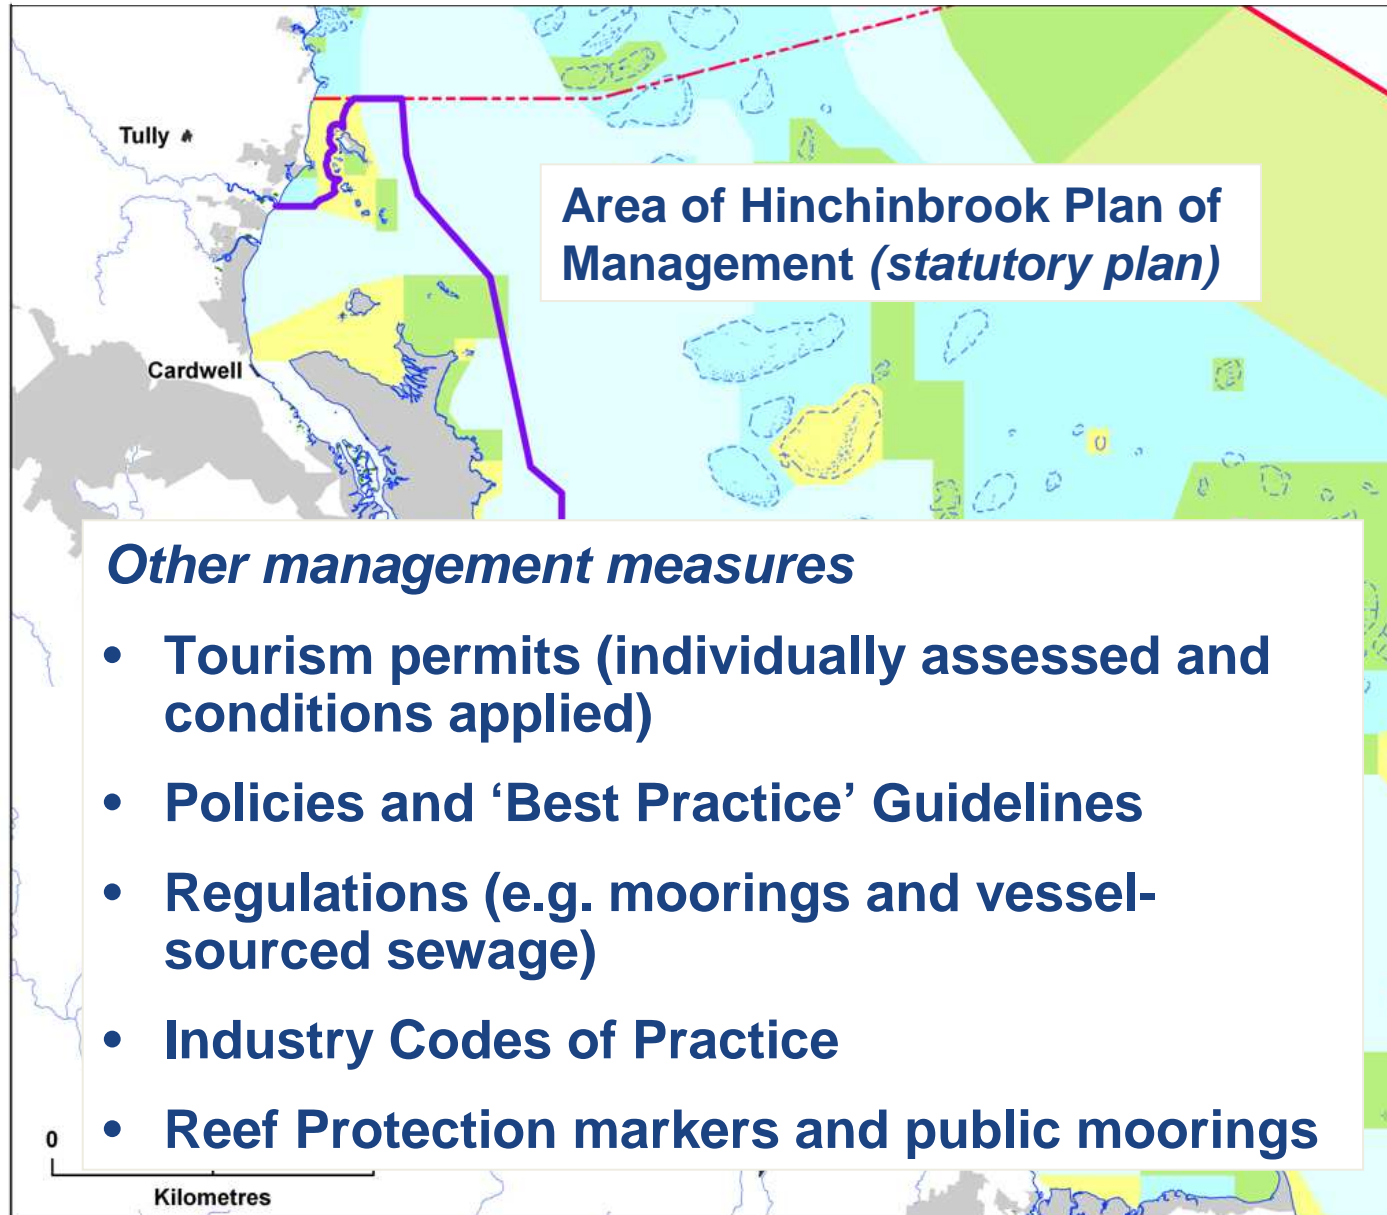 Tully
Area of Hinchinbrook Plan of
Management (statutory plan)
Cardwell
Other management measures
• Tourism permits (individually assessed and
conditions applied)
• Policies and ‘Best Practice’ Guidelines
• Regulations (e.g. moorings and vessel-
sourced sewage)
• Industry Codes of Practice
• Reef Protection markers and public moorings
0
Kilometres